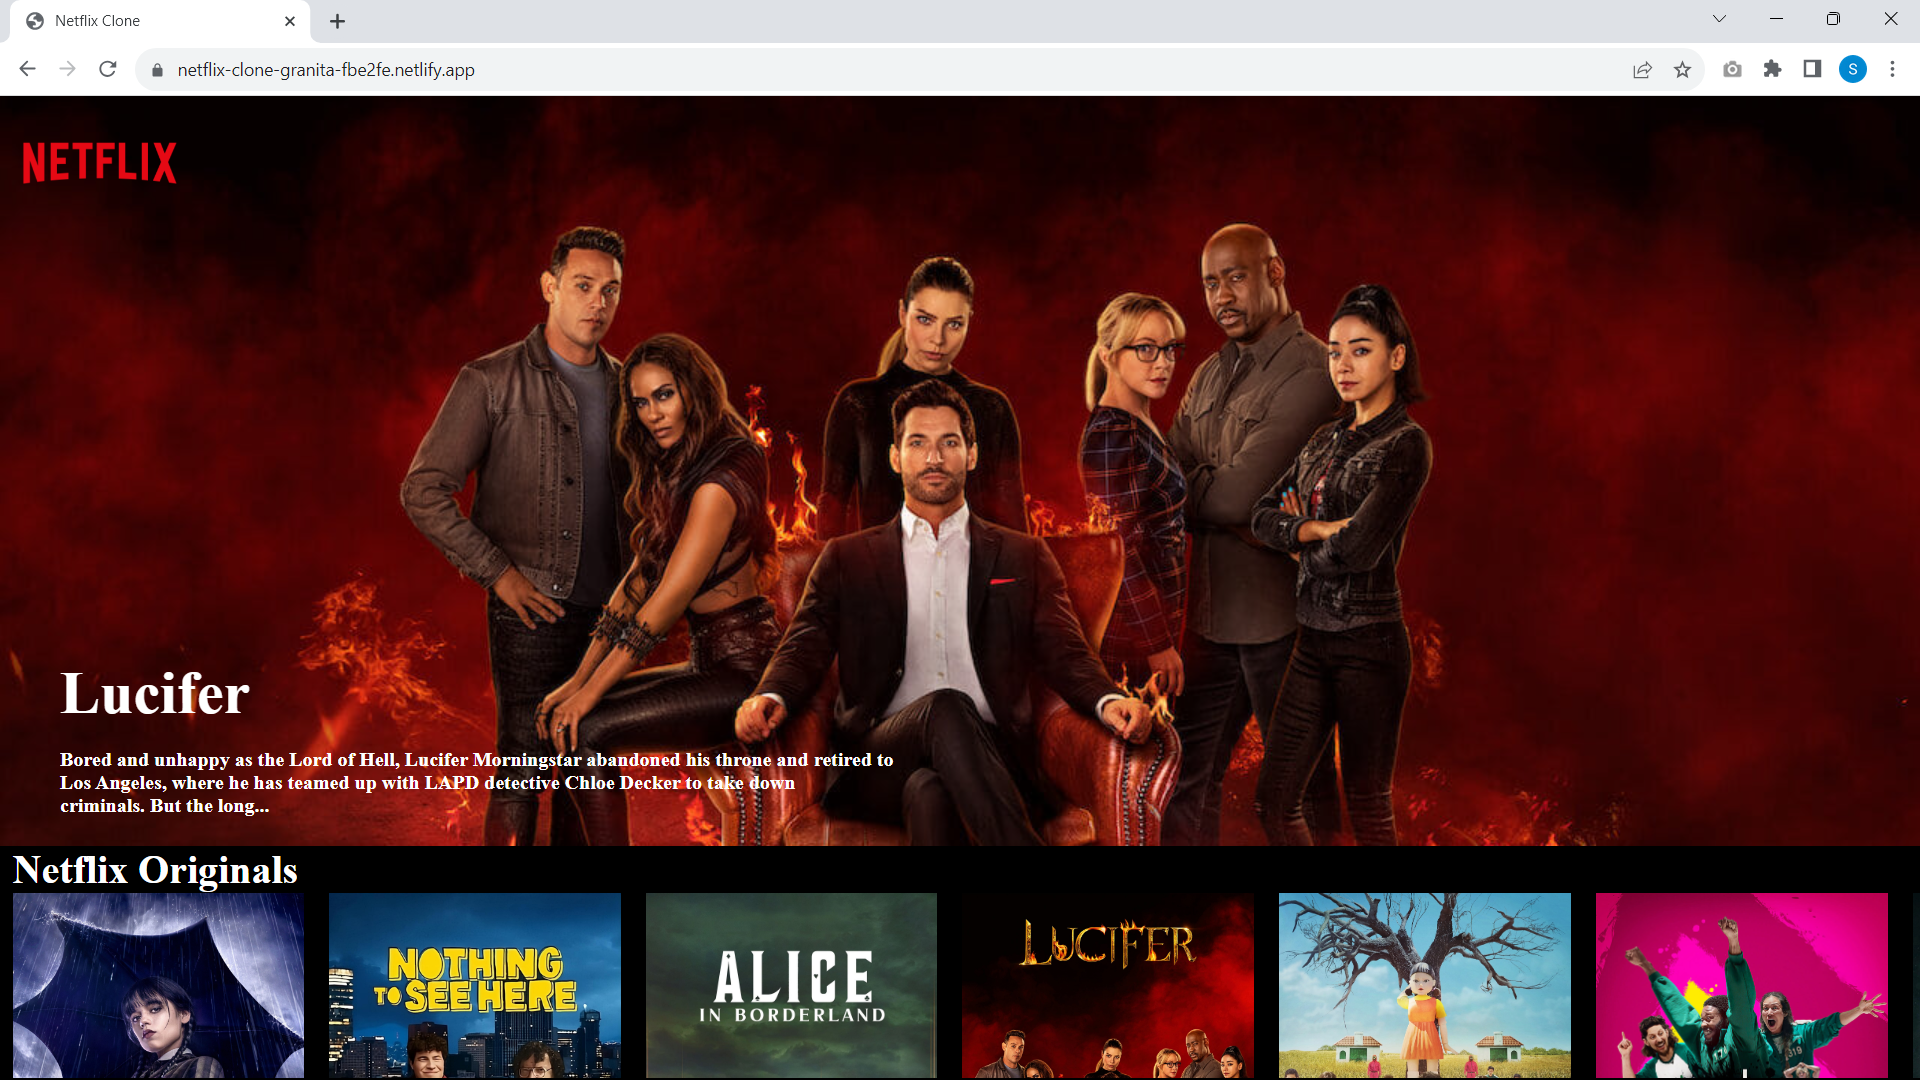 Netflix Clone
netflix-clone-granita-fbe2fe.netlify.app
S
NETFLIX
Lucifer
Bored and unhappy as the Lord of Hell, Lucifer Morningstar abandoned his throne and retired to
Los Angeles, where he has teamed up with LAPD detective Chloe Decker to take down
criminals. But the long...
Netflix Originals
NOTHING
TO SEE HERE
ALICE
IN BORDERLAND
LUCIFER
319